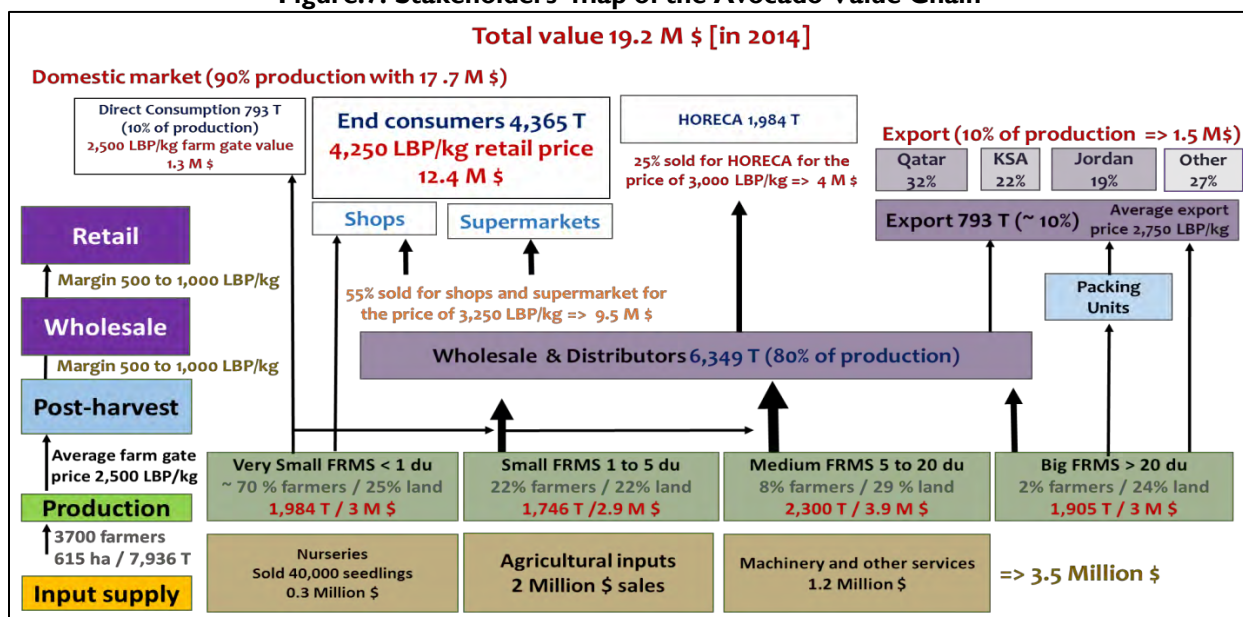 Figure.7. Stakeholders' map of the Avocado Value Chain
Total value 19.2 M $ [in 2014]
Domestic market (90% production with 17 .7 M $)
Direct Consumption 793 T
(10% of production)
2,500 LBP/kg farm gate value
1.3 M $
End consumers 4,365 T
4,250 LBP/kg retail price
12.4 M $
HORECA 1,984 T
25% sold for HORECA for the
price of 3,000 LBP/kg => 4 M $
Export (10% of production => 1.5 M$)
Qatar
32%
KSA
22%
Jordan
19%
Other
27%
Export 793 T (~ 10%)
Average export
price 2,750 LBP/kg
Shops
Supermarkets
Packing
Units
55% sold for shops and supermarket for
the price of 3,250 LBP/kg => 9.5 M $
Wholesale & Distributors 6,349 T (80% of production)
Retail
Margin 500 to 1,000 LBP/kg
Wholesale
Margin 500 to 1,000 LBP/kg
Post-harvest
Average farm gate
price 2,500 LBP/kg
Production
3700 farmers
615 ha / 7,936 T
Input supply
Very Small FRMS < 1 du
~ 70 % farmers / 25% land
1,984 T / 3 M $
Small FRMS 1 to 5 du
22% farmers / 22% land
1,746 T /2.9 M $
Medium FRMS 5 to 20 du
8% farmers / 29 % land
2,300 T / 3.9 M $
Big FRMS > 20 du
2% farmers / 24% land
1,905 T / 3 M $
Nurseries
Sold 40,000 seedlings
0.3 Million $
Agricultural inputs
2 Million $ sales
Machinery and other services
1.2 Million $
=> 3.5 Million $